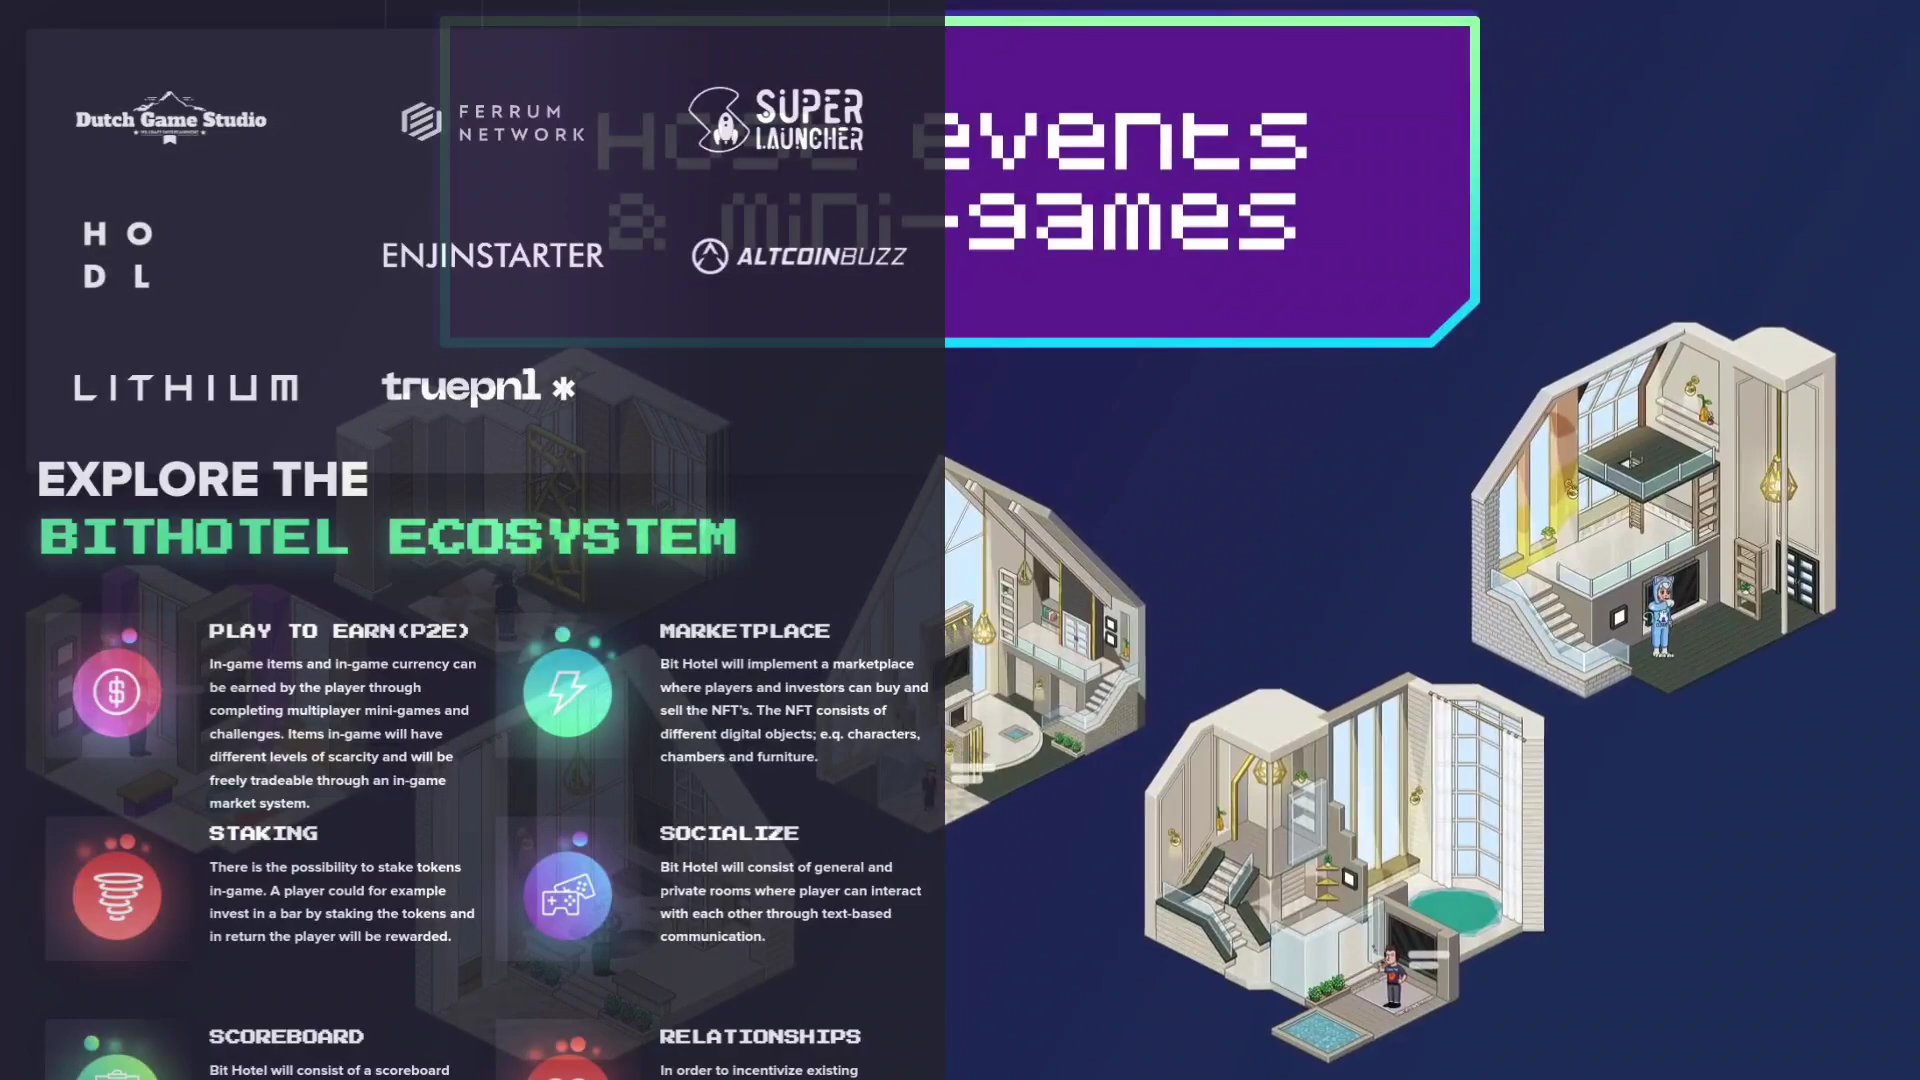 Dutch Game Studio
FERRUM
NETWORK
SUPER
LAUNCHER
Host events
& mini-games
H O
D L
ENJINSTARTER
ALTCOINBUZZ
LITHIUM
truepnl *
EXPLORE THE
BITHOTEL ECOSYSTEM
PLAY TO EARN(P2E)
In-game items and in-game currency can
be earned by the player through
completing multiplayer mini-games and
challenges. Items in-game will have
different levels of scarcity and will be
freely tradeable through an in-game
market system.
MARKETPLACE
Bit Hotel will implement a marketplace
where players and investors can buy and
sell the NFT's. The NFT consists of
different digital objects; e.q. characters,
chambers and furniture.
STAKING
There is the possibility to stake tokens
in-game. A player could for example
invest in a bar by staking the tokens and
in return the player will be rewarded.
SOCIALIZE
Bit Hotel will consist of general and
private rooms where player can interact
with each other through text-based
communication.
SCOREBOARD
Bit Hotel will consist of a scoreboard
RELATIONSHIPS
In order to incentivize existing